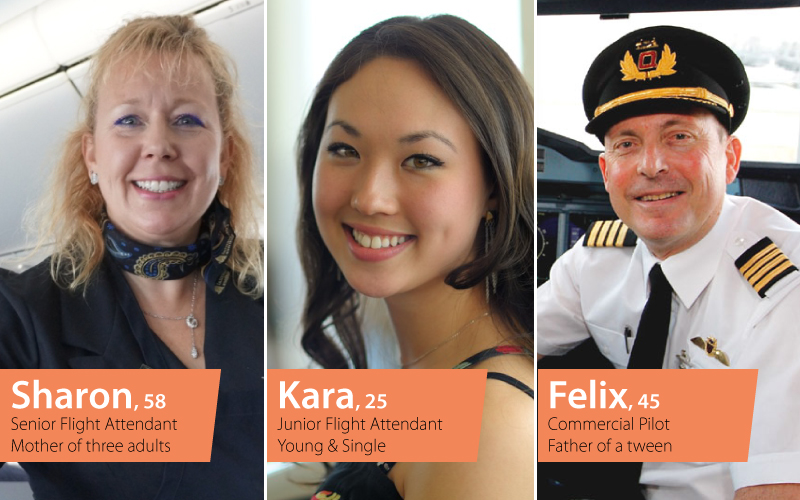 Sharon, 58
Senior Flight Attendant
Mother of three adults
Kara, 25
Junior Flight Attendant
Young & Single
Felix, 45
Commercial Pilot
Father of a tween